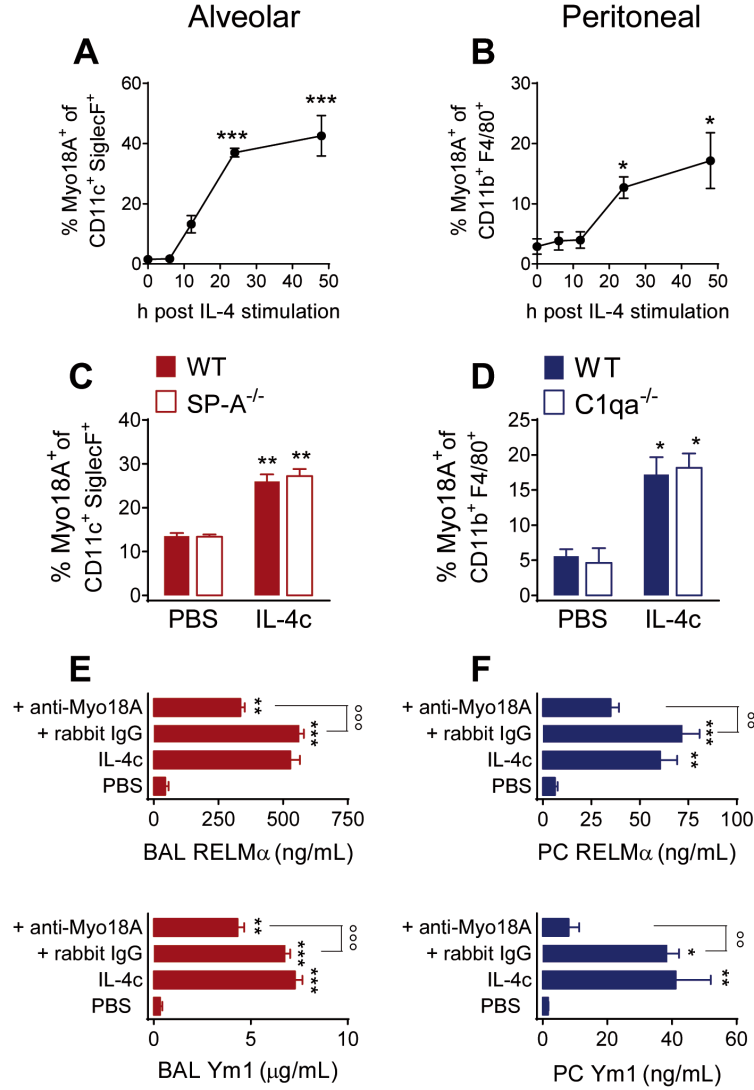 Alveolar
Peritoneal
A
% Myo18A+ of
CD11c+ SiglecF+
60
40
20
0
***
***
0 10 20 30 40 50
h post IL-4 stimulation
B
% Myo18A+ of
CD11b+ F4/80+
30
20
10
0
*
*
0 10 20 30 40 50
h post IL-4 stimulation
C
WT
SP-A-/-
% Myo18A+ of
CD11c+ SiglecF+
40
30
20
10
0
**
**
PBS IL-4c
D
WT
C1qa-/-
% Myo18A+ of
CD11b+ F4/80+
25
20
15
10
5
0
*
*
PBS IL-4c
E
+ anti-Myo18A
+ rabbit IgG
IL-4c
PBS
**
***
°°°
0 250 500 750
BAL RELMα (ng/mL)
+ anti-Myo18A
+ rabbit IgG
IL-4c
PBS
**
***
***
°°°
0 5 10
BAL Ym1 (μg/mL)
F
+ anti-Myo18A
+ rabbit IgG
IL-4c
PBS
***
**
°°
0 25 50 75 100
PC RELMα (ng/mL)
+ anti-Myo18A
+ rabbit IgG
IL-4c
PBS
*
**
°°
0 20 40 60
PC Ym1 (ng/mL)